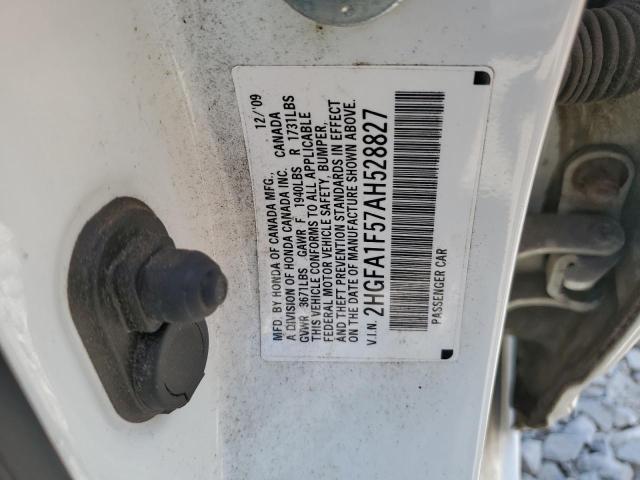 MFD BY HONDA OF CANADA MFG., CANADA 12/'09
A DIVISION OF HONDA CANADA INC.
GVWR 3671LBS GAWR F 1940LBS R 1731LBS
THIS VEHICLE CONFORMS TO ALL APPLICABLE
FEDERAL MOTOR VEHICLE SAFETY, BUMPER,
AND THEFT PREVENTION STANDARDS IN EFFECT
ON THE DATE OF MANUFACTURE SHOWN ABOVE.
V.I.N. 2HGFA1F57AH528827
PASSENGER CAR